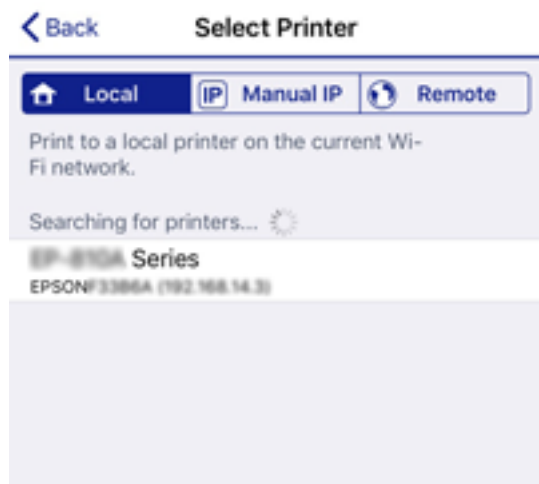 Back
Select Printer
Local
IP Manual IP
Remote
Print to a local printer on the current Wi-
Fi network.
Searching for printers...
Series
EPSON